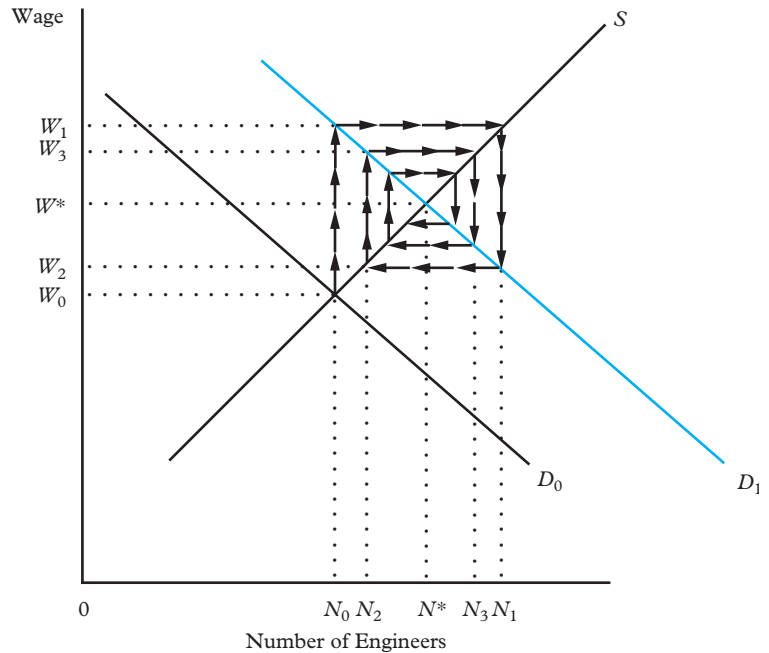 Wage
S
W₁
W₃
W*
W₂
W₀
D₀
D₁
0
N₀ N₂ N* N₃ N₁
Number of Engineers